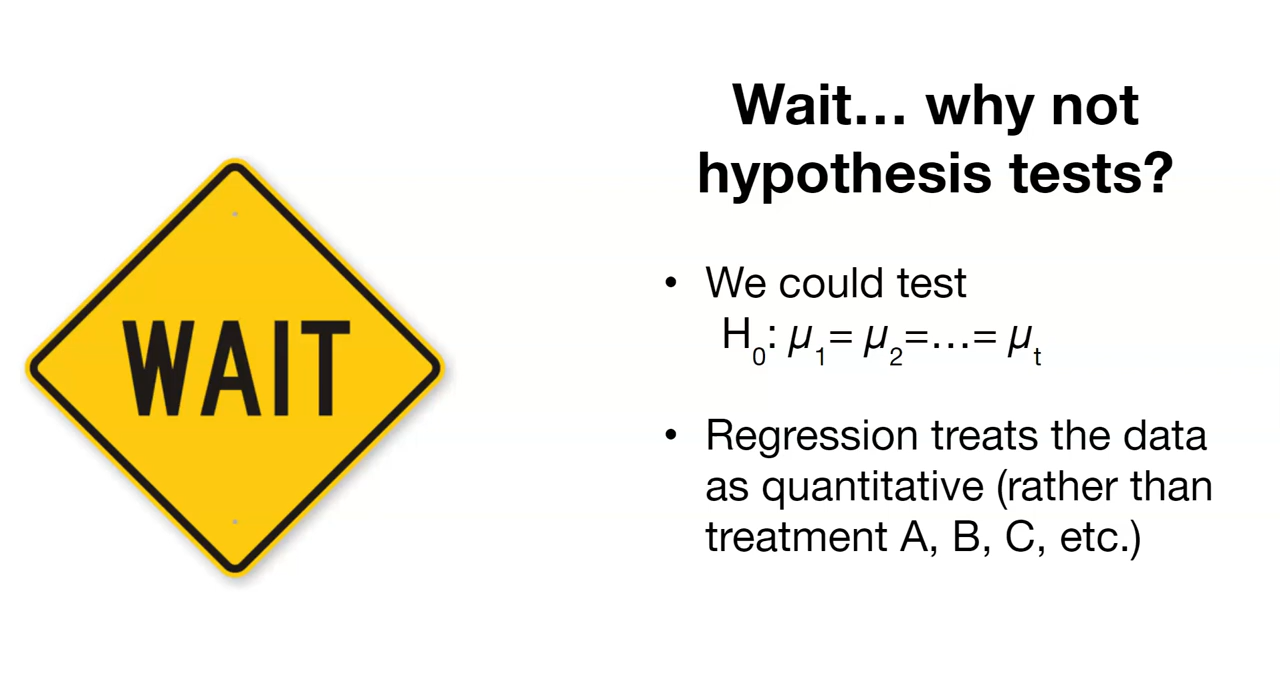 WAIT
Wait... why not
hypothesis tests?
• We could test
H₀: μ₁= μ₂=...= μₜ
• Regression treats the data
as quantitative (rather than
treatment A, B, C, etc.)